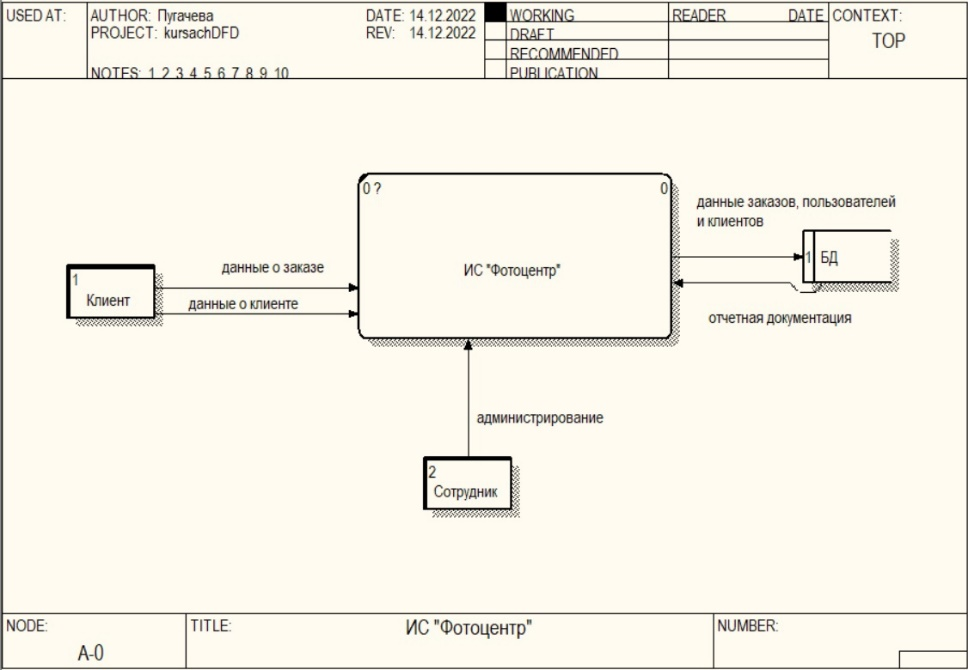 USED AT:
AUTHOR: Пугачева
DATE: 14.12.2022
WORKING
READER
DATE
CONTEXT:
PROJECT: kursachDFD
REV: 14.12.2022
DRAFT
TOP
RECOMMENDED
NOTES: 1 2 3 4 5 6 7 8 9 10
PUBLICATION
0 ?
0
данные заказов, пользователей
и клиентов
1
БД
данные о заказе
ИС "Фотоцентр"
1
Клиент
данные о клиенте
отчетная документация
администрирование
2
Сотрудник
NODE:
TITLE:
ИС "Фотоцентр"
NUMBER:
A-0